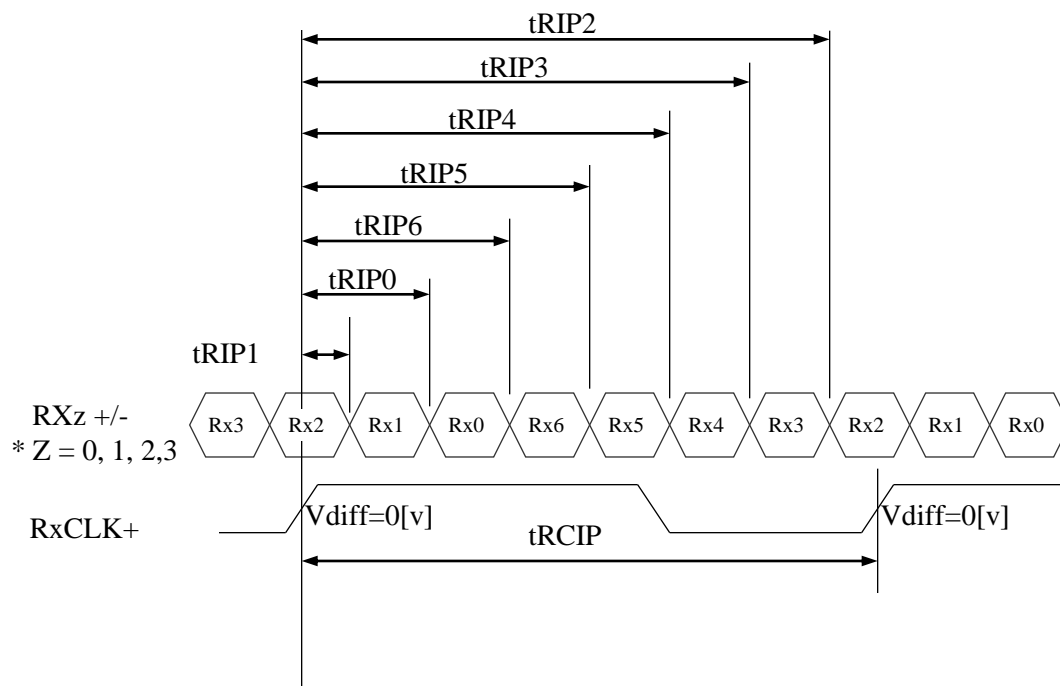 tRIP2
tRIP3
tRIP4
tRIP5
tRIP6
tRIP0
tRIP1
RXz +/-
* Z = 0, 1, 2,3
Rx3 Rx2 Rx1 Rx0 Rx6 Rx5 Rx4 Rx3 Rx2 Rx1 Rx0
RxCLK+
Vdiff=0[v] Vdiff=0[v]
tRCIP